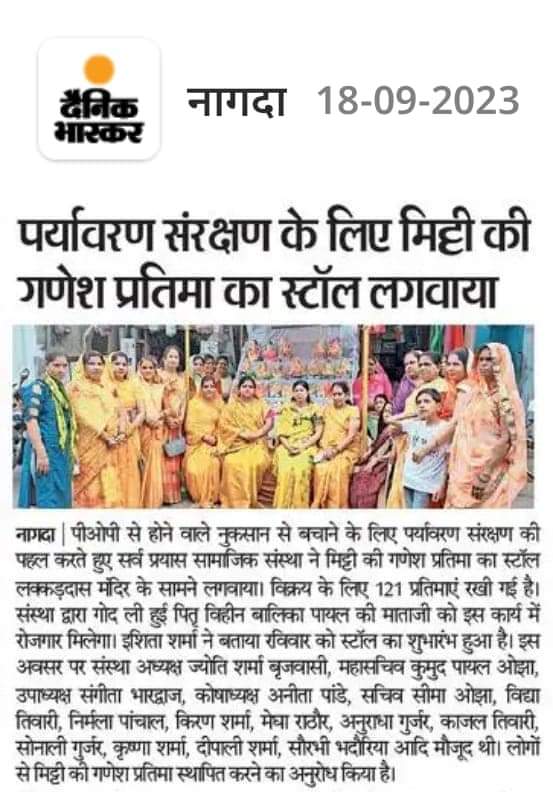 दैनिक
भास्कर
नागदा 18-09-2023
पर्यावरण संरक्षण के लिए मिट्टी की
गणेश प्रतिमा का स्टॉल लगवाया
नागदा | पीओपी से होने वाले नुकसान से बचाने के लिए पर्यावरण संरक्षण की
पहल करते हुए सर्व प्रयास सामाजिक संस्था ने मिट्टी की गणेश प्रतिमा का स्टॉल
लक्कड़दास मंदिर के सामने लगवाया। विक्रय के लिए 121 प्रतिमाएं रखी गई है।
संस्था द्वारा गोद ली हुई पितृ विहीन बालिका पायल की माताजी को इस कार्य में
रोजगार मिलेगा। इशिता शर्मा ने बताया रविवार को स्टॉल का शुभारंभ हुआ है। इस
अवसर पर संस्था अध्यक्ष ज्योति शर्मा बृजवासी, महासचिव कुमुद पायल ओझा,
उपाध्यक्ष संगीता भारद्वाज, कोषाध्यक्ष अनीता पांडे, सचिव सीमा ओझा, विद्या
तिवारी, निर्मला पांचाल, किरण शर्मा, मेघा राठौर, अनुराधा गुर्जर, काजल तिवारी,
सोनाली गुर्जर, कृष्णा शर्मा, दीपाली शर्मा, सौरभी भदौरिया आदि मौजूद थी। लोगों
से मिट्टी की गणेश प्रतिमा स्थापित करने का अनुरोध किया है।